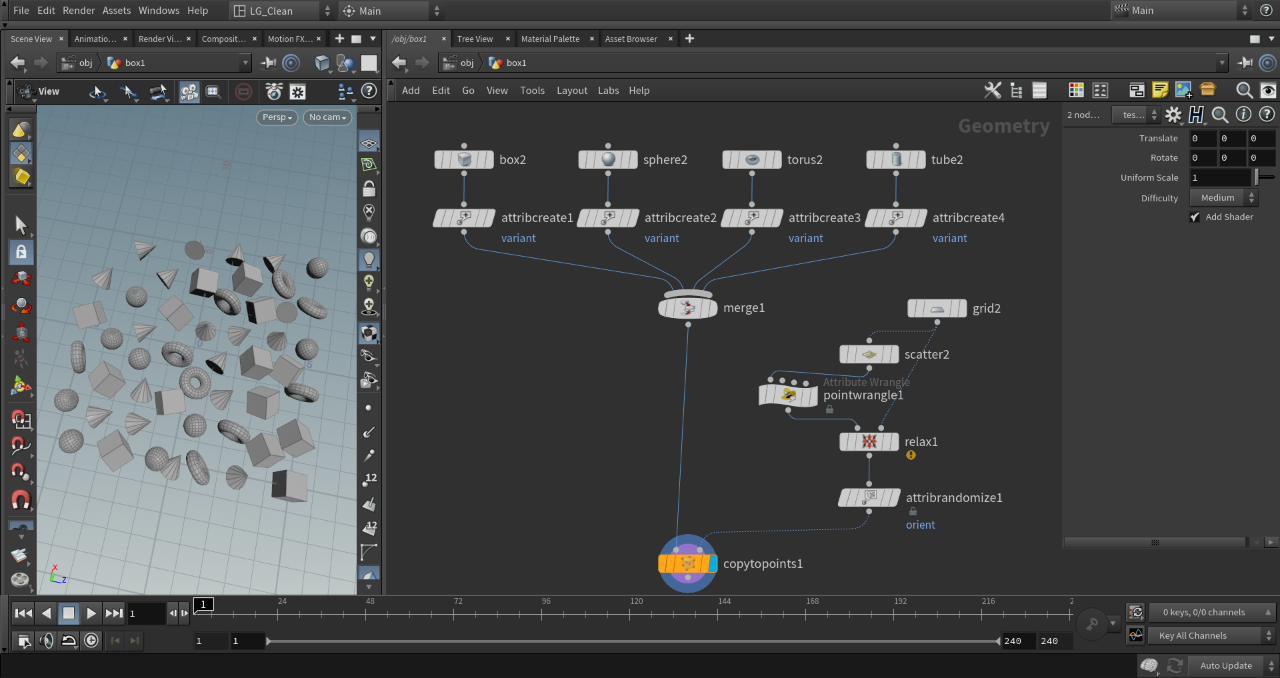 File Edit Render Assets Windows Help LG_Clean Main Main
Scene View Animatio... Render Vi... Composit... Motion FX...
/obj/box1 Tree View Material Palette Asset Browser
obj box1
obj box1
View
Add Edit Go View Tools Layout Labs Help
Persp No cam
Geometry
2 nod... tes...
Translate 0 0 0
Rotate 0 0 0
Uniform Scale 1
Difficulty Medium
Add Shader
box2 sphere2 torus2 tube2
attribcreate1 attribcreate2 attribcreate3 attribcreate4
variant variant variant variant
merge1
grid2
scatter2
Attribute Wrangle
pointwrangle1
relax1
attribrandomize1
orient
copytopoints1
12
12
x
z
1 1 24 48 72 96 120 144 168 192 216 2
0 keys, 0/0 channels
1 1 240 240
Key All Channels
Auto Update